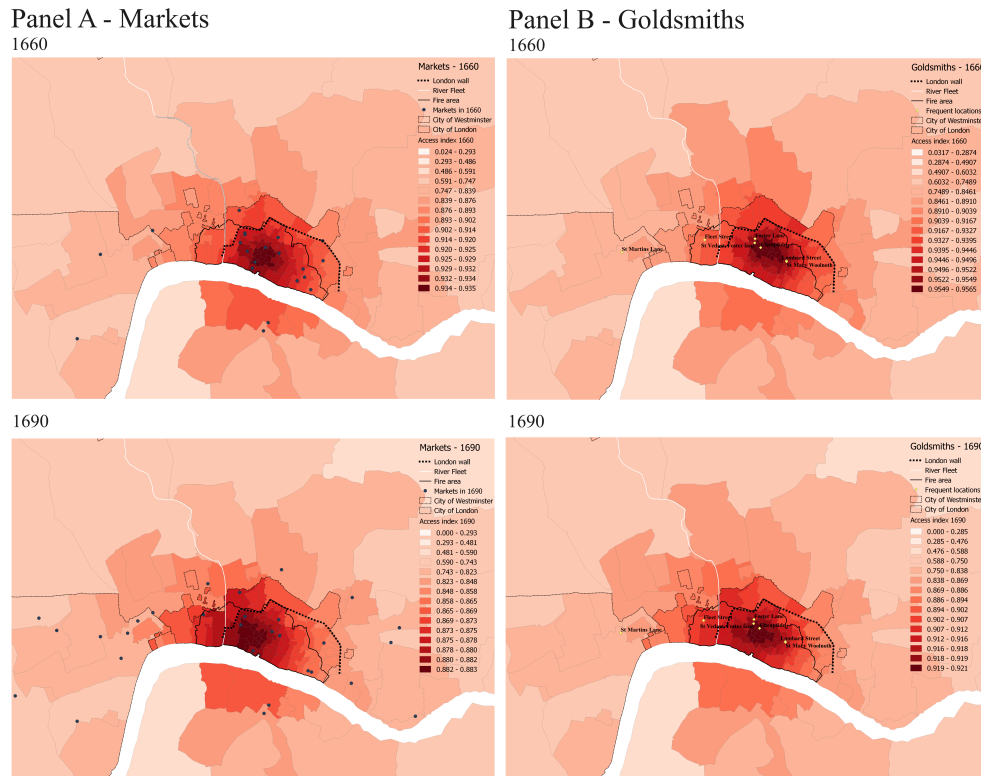 Panel A - Markets
1660
Markets - 1660
London wall
River Fleet
Fire area
Markets in 1660
City of Westminster
City of London
Access index 1660
0.024 - 0.293
0.293 - 0.486
0.486 - 0.591
0.591 - 0.747
0.747 - 0.839
0.839 - 0.876
0.876 - 0.893
0.893 - 0.902
0.902 - 0.914
0.914 - 0.920
0.920 - 0.925
0.925 - 0.929
0.929 - 0.932
0.932 - 0.934
0.934 - 0.935
Panel B - Goldsmiths
1660
Goldsmiths - 1660
London wall
River Fleet
Fire area
Frequent locations
City of Westminster
City of London
Access index 1660
0.0317 - 0.2874
0.2874 - 0.4907
0.4907 - 0.6032
0.6032 - 0.7489
0.7489 - 0.8461
0.8461 - 0.8910
0.8910 - 0.9039
0.9039 - 0.9167
0.9167 - 0.9327
0.9327 - 0.9395
0.9395 - 0.9446
0.9446 - 0.9496
0.9496 - 0.9522
0.9522 - 0.9549
0.9549 - 0.9565
Fleet Street
Foster Lane
St Martins Lane
St Vedast Foster Lane
Lombard Street
St Mary Woolnoth
1690
Markets - 1690
London wall
River Fleet
Fire area
Markets in 1690
City of Westminster
City of London
Access index 1690
0.000 - 0.293
0.293 - 0.481
0.481 - 0.590
0.590 - 0.743
0.743 - 0.823
0.823 - 0.848
0.848 - 0.858
0.858 - 0.865
0.865 - 0.869
0.869 - 0.873
0.873 - 0.875
0.875 - 0.878
0.878 - 0.880
0.880 - 0.882
0.882 - 0.883
1690
Goldsmiths - 1690
London wall
River Fleet
Fire area
Frequent locations
City of Westminster
City of London
Access index 1690
0.000 - 0.285
0.285 - 0.476
0.476 - 0.588
0.588 - 0.750
0.750 - 0.838
0.838 - 0.869
0.869 - 0.886
0.886 - 0.894
0.894 - 0.902
0.902 - 0.907
0.907 - 0.912
0.912 - 0.916
0.916 - 0.918
0.918 - 0.919
0.919 - 0.921
Fleet Street
Foster Lane
St Martins Lane
St Vedast Foster Lane
Lombard Street
St Mary Woolnoth